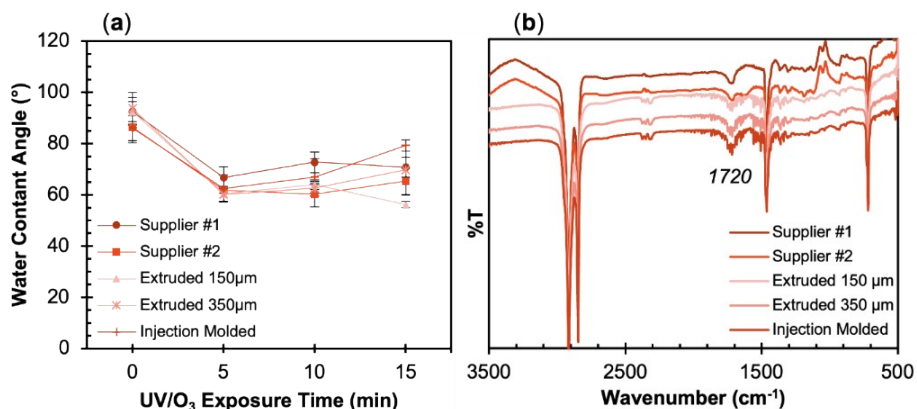 (a)
120
100
80
60
40
20
0
Water Contant Angle (°)
Supplier #1
Supplier #2
Extruded 150µm
Extruded 350µm
Injection Molded
0 5 10 15
UV/O3 Exposure Time (min)
(b)
%T
1720
Supplier #1
Supplier #2
Extruded 150 µm
Extruded 350 µm
Injection Molded
3500 2500 1500 500
Wavenumber (cm-1)